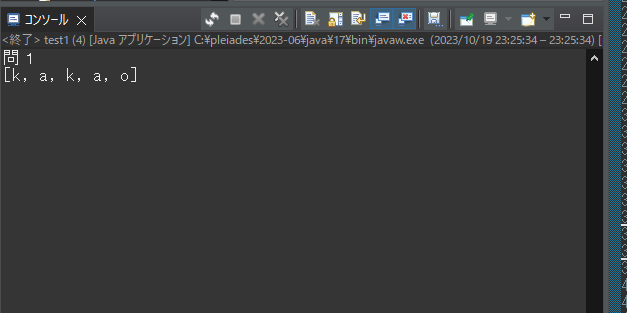 コンソール
<終了> test1 (4) [Java アプリケーション] C:¥pleiades¥2023-06¥java¥17¥bin¥javaw.exe (2023/10/19 23:25:34 – 23:25:34) [
問１
[k, a, k, a, o]